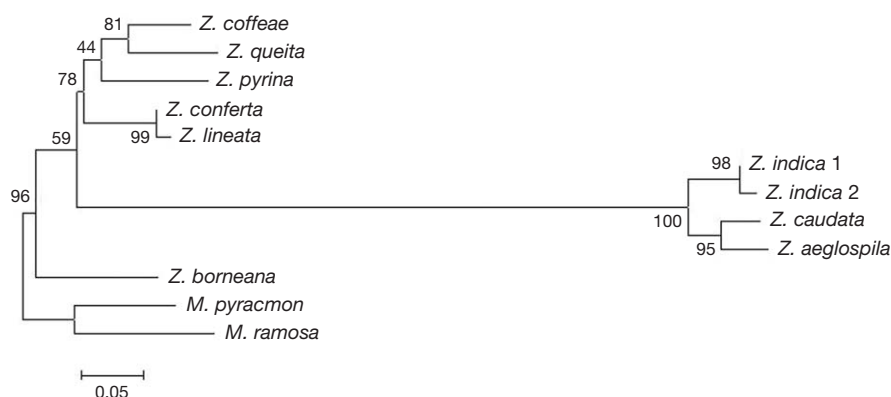 81
Z. coffeae
44
Z. queita
78
Z. pyrina
Z. conferta
59
99
Z. lineata
98
Z. indica 1
96
Z. indica 2
100
Z. caudata
95
Z. aeglospila
Z. borneana
M. pyracmon
M. ramosa
0.05